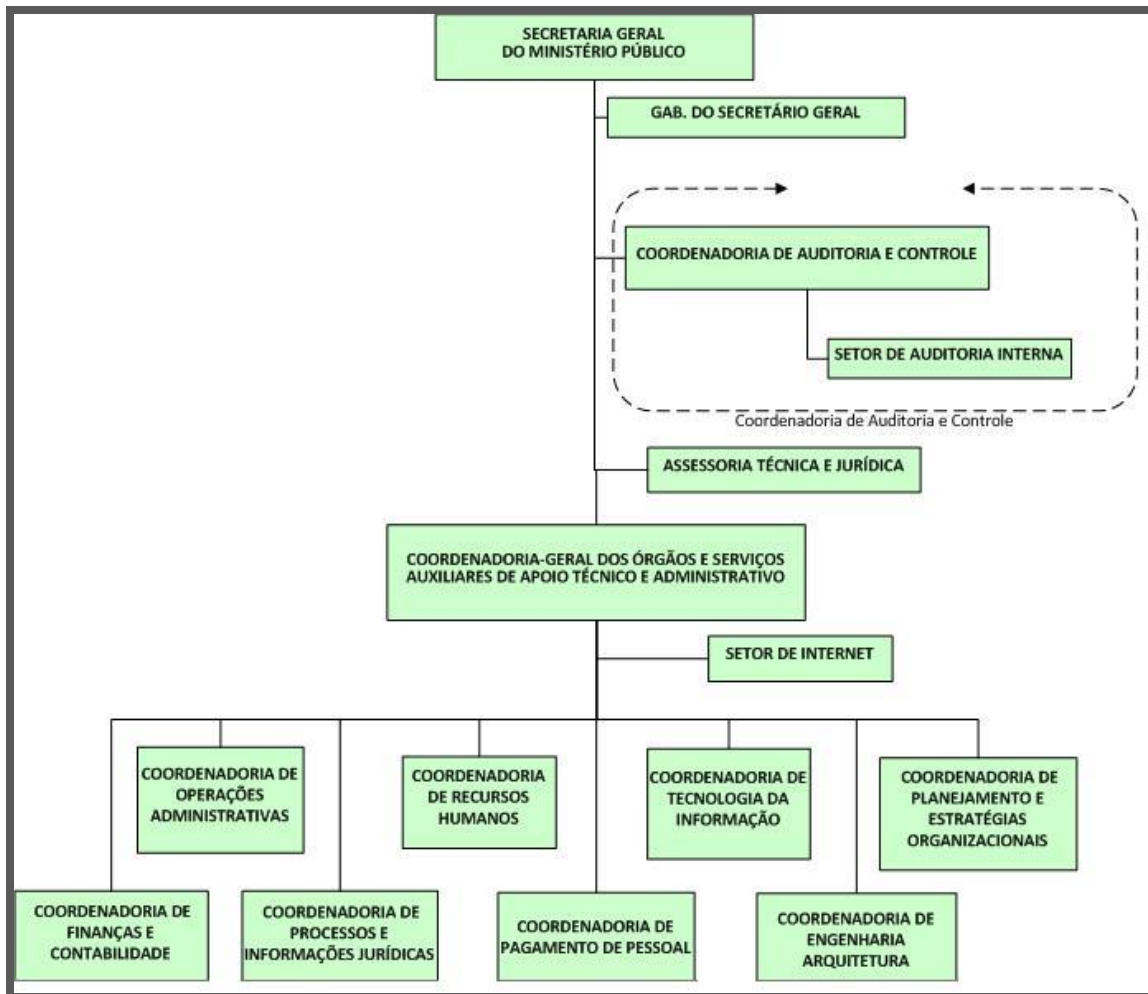 SECRETARIA GERAL
DO MINISTÉRIO PÚBLICO
GAB. DO SECRETÁRIO GERAL
COORDENADORIA DE AUDITORIA E CONTROLE
SETOR DE AUDITORIA INTERNA
Coordenadoria de Auditoria e Controle
ASSESSORIA TÉCNICA E JURÍDICA
COORDENADORIA-GERAL DOS ÓRGÃOS E SERVIÇOS
AUXILIARES DE APOIO TÉCNICO E ADMINISTRATIVO
SETOR DE INTERNET
COORDENADORIA DE
OPERAÇÕES
ADMINISTRATIVAS
COORDENADORIA
DE RECURSOS
HUMANOS
COORDENADORIA DE
TECNOLOGIA DA
INFORMAÇÃO
COORDENADORIA DE
PLANEJAMENTO E
ESTRATÉGIAS
ORGANIZACIONAIS
COORDENADORIA DE
FINANÇAS E
CONTABILIDADE
COORDENADORIA DE
PROCESSOS E
INFORMAÇÕES JURÍDICAS
COORDENADORIA DE
PAGAMENTO DE PESSOAL
COORDENADORIA DE
ENGENHARIA
ARQUITETURA